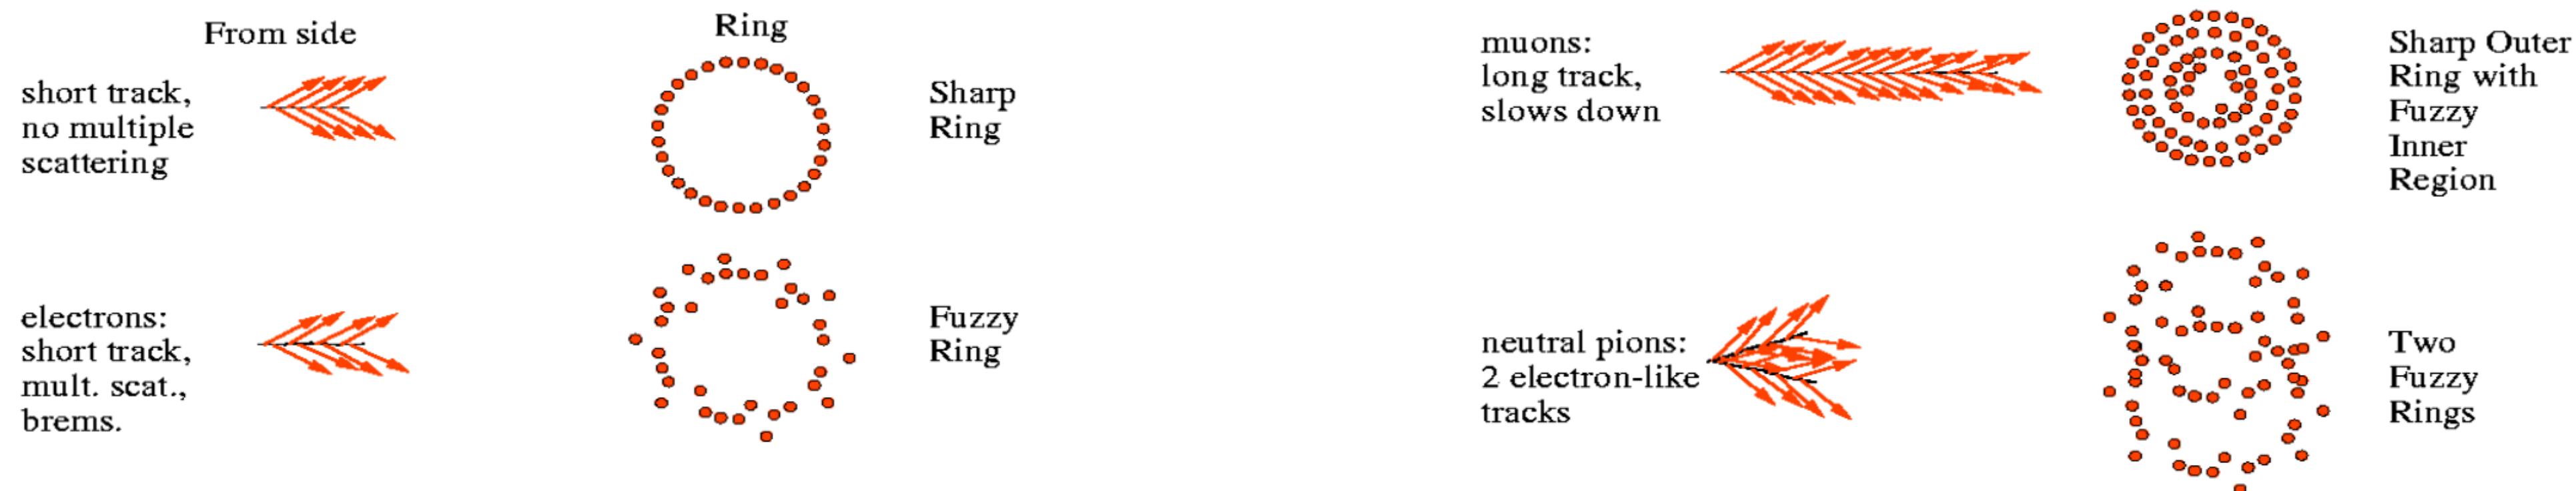 From side
Ring
short track,
no multiple
scattering
Sharp
Ring
electrons:
short track,
mult. scat.,
brems.
Fuzzy
Ring
muons:
long track,
slows down
Sharp Outer
Ring with
Fuzzy
Inner
Region
neutral pions:
2 electron-like
tracks
Two
Fuzzy
Rings